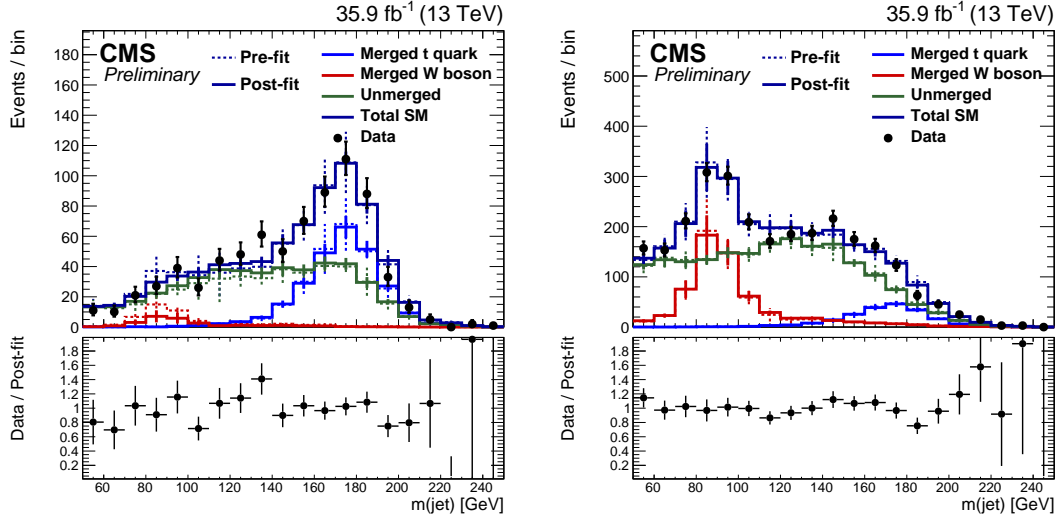 35.9 fb⁻¹ (13 TeV)
Events / bin
180
160
140
120
100
80
60
40
20
0
CMS
Preliminary
Pre-fit
Post-fit
Merged t quark
Merged W boson
Unmerged
Total SM
Data
Data / Post-fit
1.8
1.6
1.4
1.2
1
0.8
0.6
0.4
0.2
60 80 100 120 140 160 180 200 220 240
m(jet) [GeV]
35.9 fb⁻¹ (13 TeV)
Events / bin
500
400
300
200
100
0
CMS
Preliminary
Pre-fit
Post-fit
Merged t quark
Merged W boson
Unmerged
Total SM
Data
Data / Post-fit
1.8
1.6
1.4
1.2
1
0.8
0.6
0.4
0.2
60 80 100 120 140 160 180 200 220 240
m(jet) [GeV]